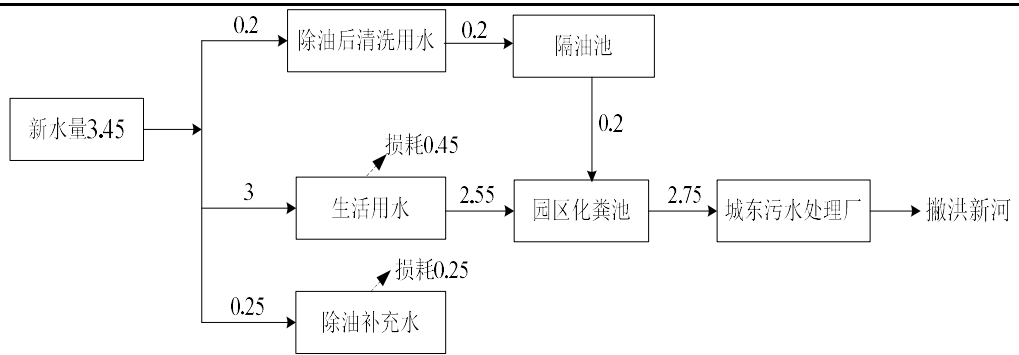 0.2
除油后清洗用水
0.2
隔油池
新水量3.45
0.2
损耗0.45
3
生活用水
2.55
园区化粪池
2.75
城东污水处理厂
撇洪新河
损耗0.25
0.25
除油补充水